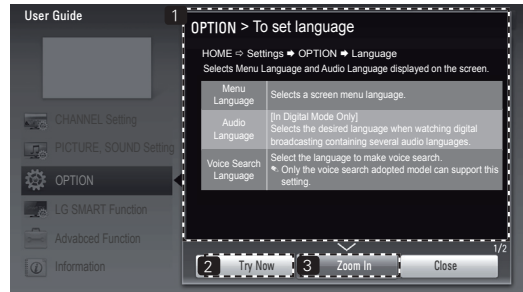 User Guide
1
OPTION > To set language
HOME ⇨ Settings ➡ OPTION ➡ Language
Selects Menu Language and Audio Language displayed on the screen.
Menu Language
Selects a screen menu language.
Audio Language
[In Digital Mode Only]
Selects the desired language when watching digital
broadcasting containing several audio languages.
Voice Search Language
Select the language to make voice search.
Only the voice search adopted model can support this
setting.
CHANNEL Setting
PICTURE, SOUND Setting
OPTION
LG SMART Function
Advabced Function
Information
1/2
2 Try Now
3 Zoom In
Close